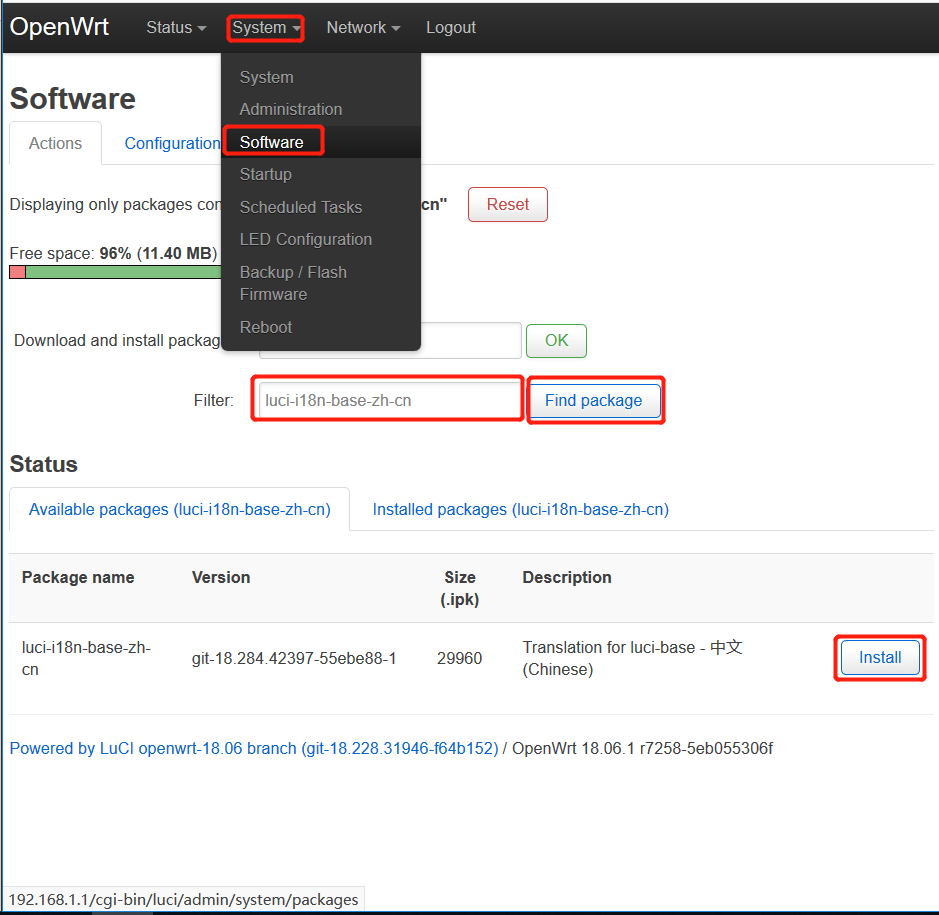 OpenWrt Status System Network Logout
System
Administration
Software
Startup
Scheduled Tasks
LED Configuration
Backup / Flash
Firmware
Reboot
Software
Actions Configuration
Displaying only packages con cn" Reset
Free space: 96% (11.40 MB)
Download and install packag OK
Filter: luci-i18n-base-zh-cn Find package
Status
Available packages (luci-i18n-base-zh-cn) Installed packages (luci-i18n-base-zh-cn)
Package name Version Size Description
(.ipk)
luci-i18n-base-zh- git-18.284.42397-55ebe88-1 29960 Translation for luci-base - 中文 Install
cn (Chinese)
Powered by LuCI openwrt-18.06 branch (git-18.228.31946-f64b152) / OpenWrt 18.06.1 r7258-5eb055306f
192.168.1.1/cgi-bin/luci/admin/system/packages